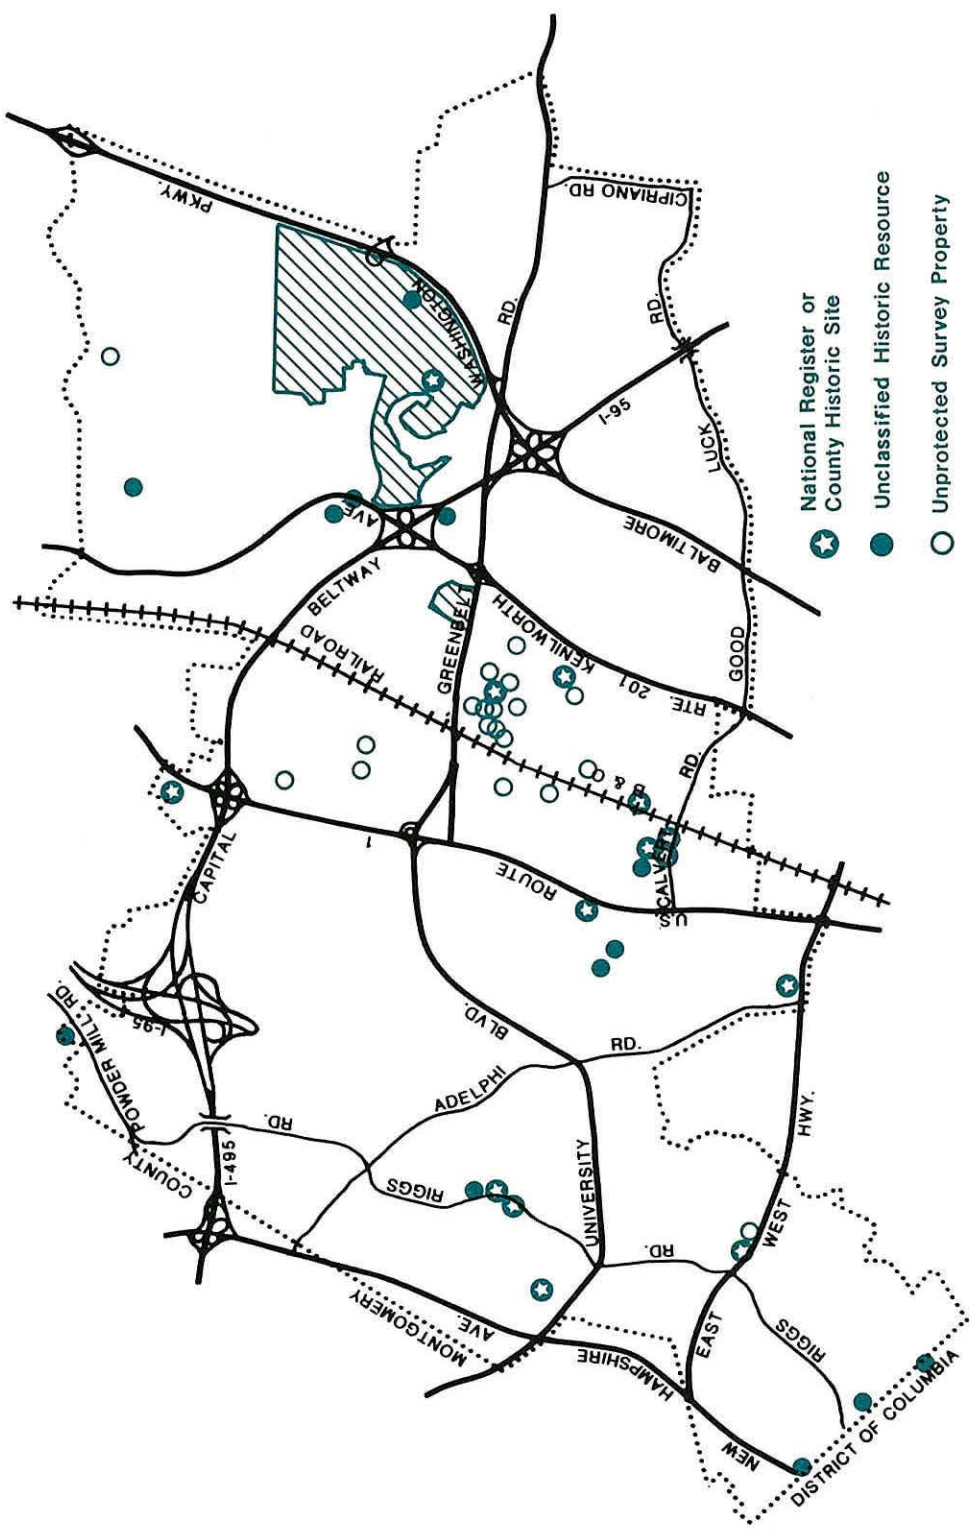 PKWY.
WASHINGTON
CIPRIANO RD.
RD.
RD.
I-95
LUCK
BALTIMORE
GOOD
AVE.
BELTWAY
RAILROAD
GREENBELT
KENILWORTH
RTE. 201
RD.
B & O
CALVERT
U.S.
ROUTE
1
CAPITAL
I-95
POWDER MILL RD.
COUNTY
I-495
RD.
BLVD.
ADELPHI
RD.
RIGGS
UNIVERSITY
HWY.
WEST
RD.
EAST
RIGGS
MONTGOMERY
AVE.
HAMPSHIRE
NEW
DISTRICT OF COLUMBIA
National Register or
County Historic Site
Unclassified Historic Resource
Unprotected Survey Property